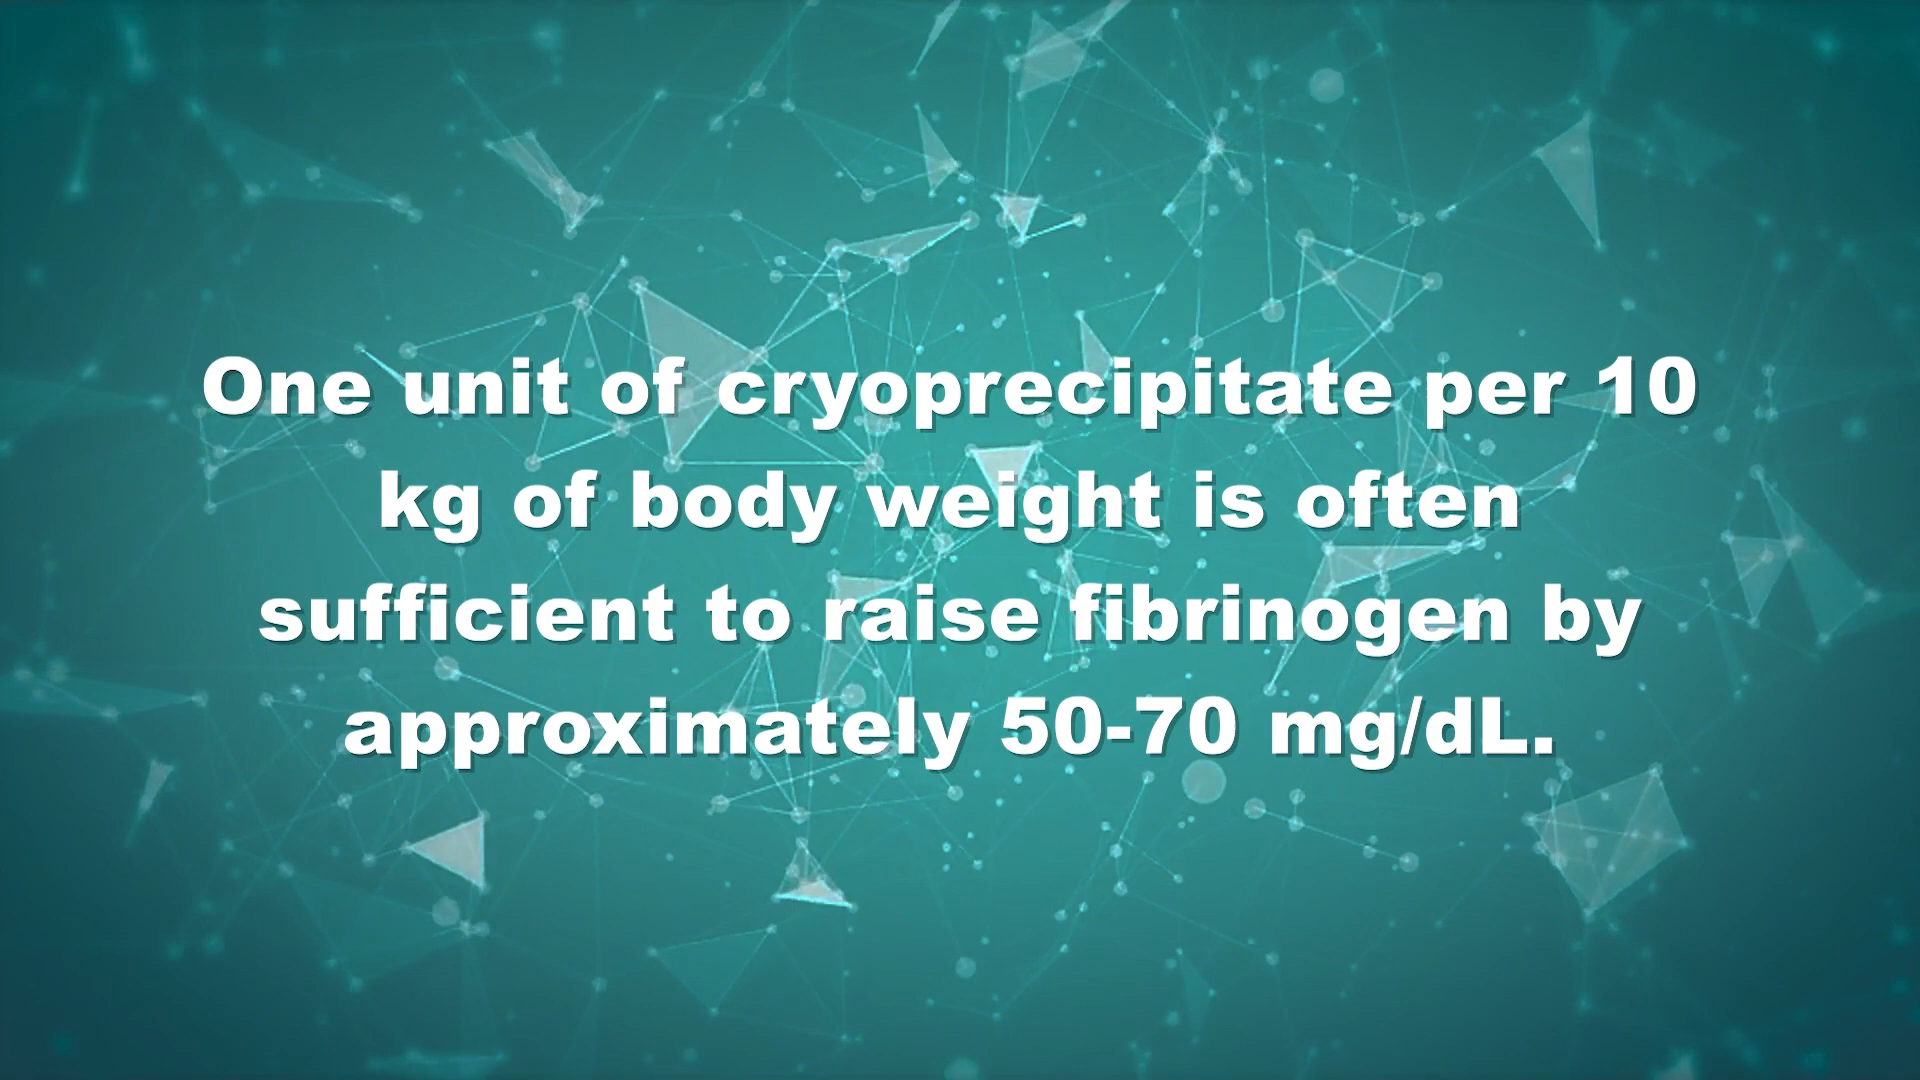 One unit of cryoprecipitate per 10
kg of body weight is often
sufficient to raise fibrinogen by
approximately 50-70 mg/dL.